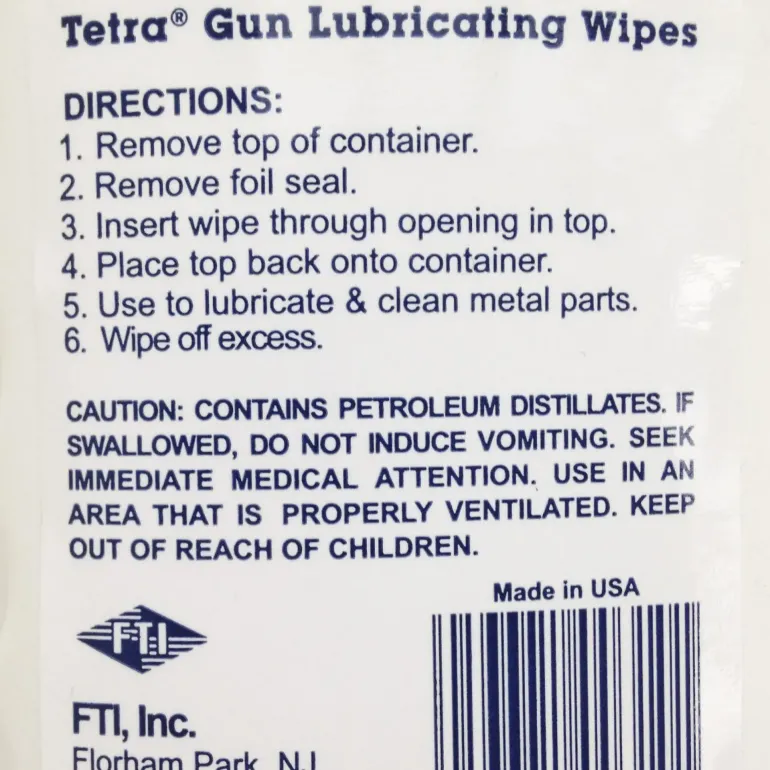 Tetra® Gun Lubricating Wipes
DIRECTIONS:
1. Remove top of container.
2. Remove foil seal.
3. Insert wipe through opening in top.
4. Place top back onto container.
5. Use to lubricate & clean metal parts.
6. Wipe off excess.
CAUTION: CONTAINS PETROLEUM DISTILLATES. IF
SWALLOWED, DO NOT INDUCE VOMITING. SEEK
IMMEDIATE MEDICAL ATTENTION. USE IN AN
AREA THAT IS PROPERLY VENTILATED. KEEP
OUT OF REACH OF CHILDREN.
Made in USA
FTI
FTI, Inc.
Florham Park, NJ